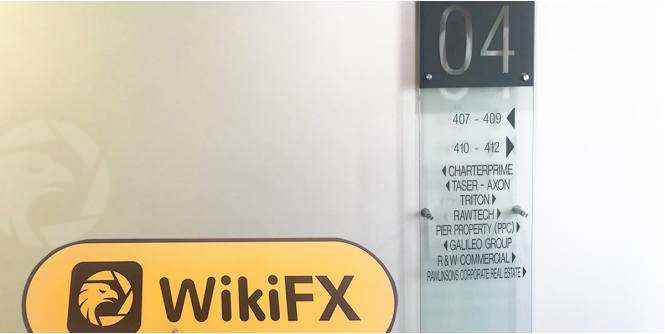 04
407 - 409
410 - 412
CHARTERPRIME
TASER - AXON
TRITON
RAWTECH
PIER PROPERTY (PPC)
GALILEO GROUP
R & W COMMERCIAL
RAWLINSONS CORPORATE REAL ESTATE
WikiFX